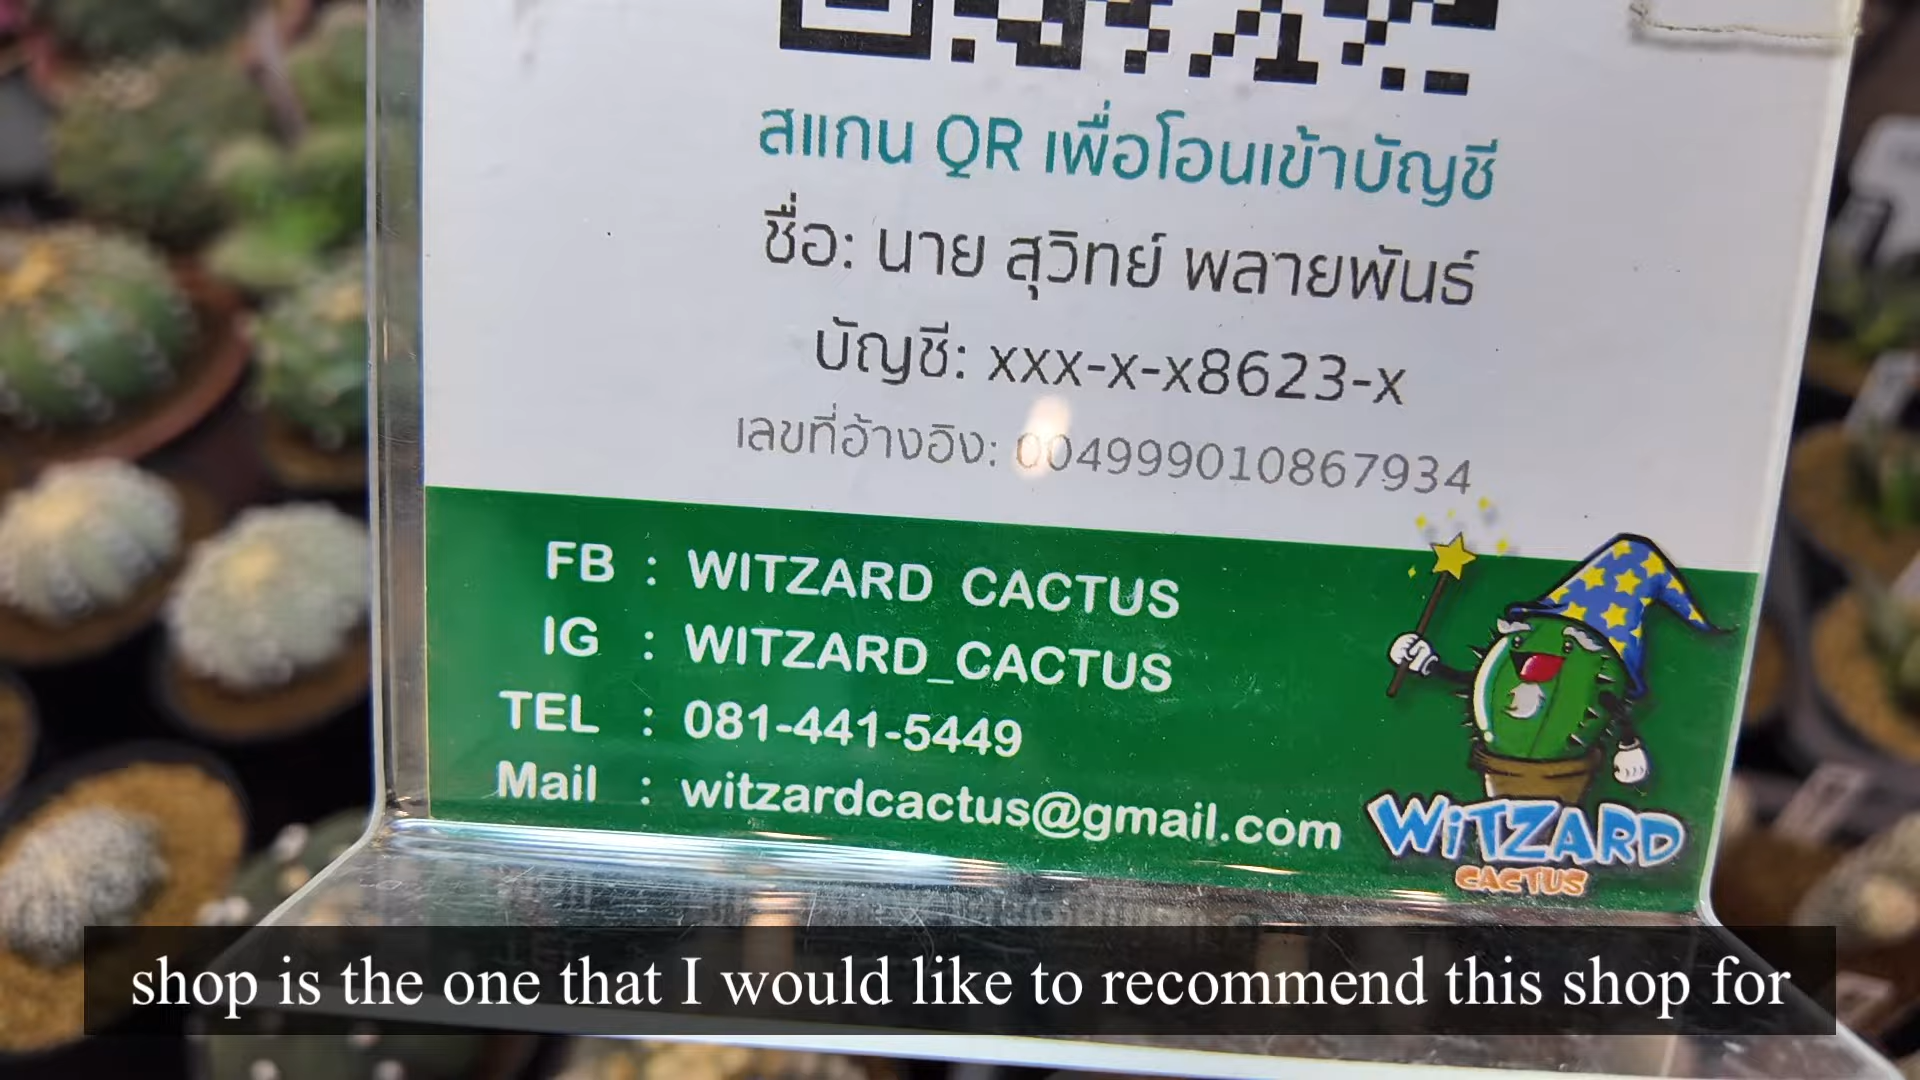 สแกน QR เพื่อโอนเข้าบัญชี
ชื่อ: นาย สุวิทย์ พลายพันธ์
บัญชี: xxx-x-x8623-x
เลขที่อ้างอิง: 004999010867934
FB : WITZARD CACTUS
IG : WITZARD_CACTUS
TEL : 081-441-5449
Mail : witzardcactus@gmail.com
WiTZARD
CACTUS
shop is the one that I would like to recommend this shop for